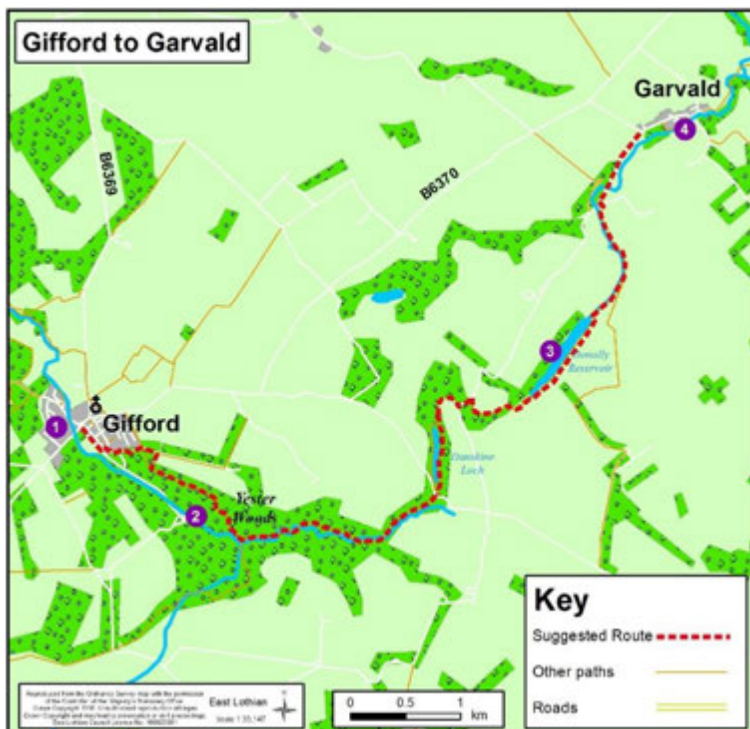 Gifford to Garvald
Garvald
4
B6369
B6370
3
Reservoir
1
Gifford
Danskine
Loch
2
Yester
Woods
Key
Suggested Route
Other paths
Roads
East Lothian
0 0.5 1
km